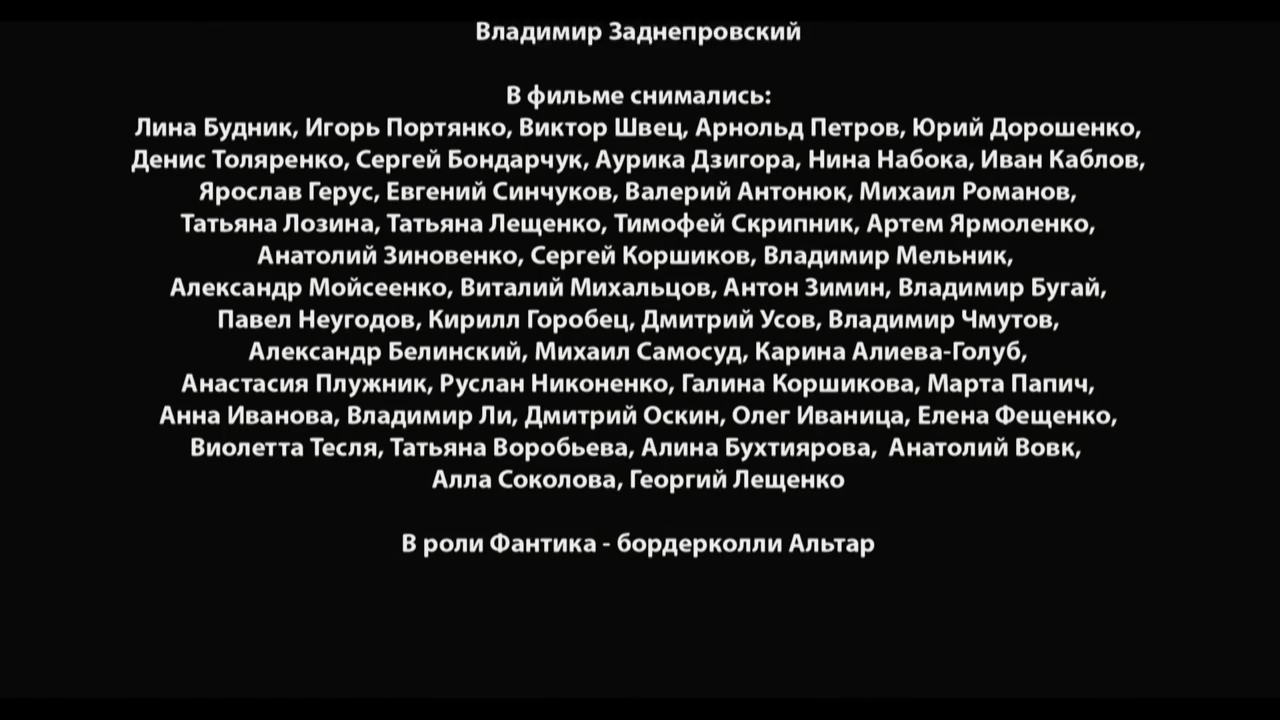 Владимир Заднепровский
В фильме снимались:
Лина Будник, Игорь Портянко, Виктор Швец, Арнольд Петров, Юрий Дорошенко,
Денис Толяренко, Сергей Бондарчук, Аурика Дзигора, Нина Набока, Иван Каблов,
Ярослав Герус, Евгений Синчуков, Валерий Антонюк, Михаил Романов,
Татьяна Лозина, Татьяна Лещенко, Тимофей Скрипник, Артем Ярмоленко,
Анатолий Зиновенко, Сергей Коршиков, Владимир Мельник,
Александр Мойсеенко, Виталий Михальцов, Антон Зимин, Владимир Бугай,
Павел Неугодов, Кирилл Горобец, Дмитрий Усов, Владимир Чмутов,
Александр Белинский, Михаил Самосуд, Карина Алиева-Голуб,
Анастасия Плужник, Руслан Никоненко, Галина Коршикова, Марта Папич,
Анна Иванова, Владимир Ли, Дмитрий Оскин, Олег Иваница, Елена Фещенко,
Виолетта Тесля, Татьяна Воробьева, Алина Бухтиярова, Анатолий Вовк,
Алла Соколова, Георгий Лещенко
В роли Фантика - бордерколли Альтар